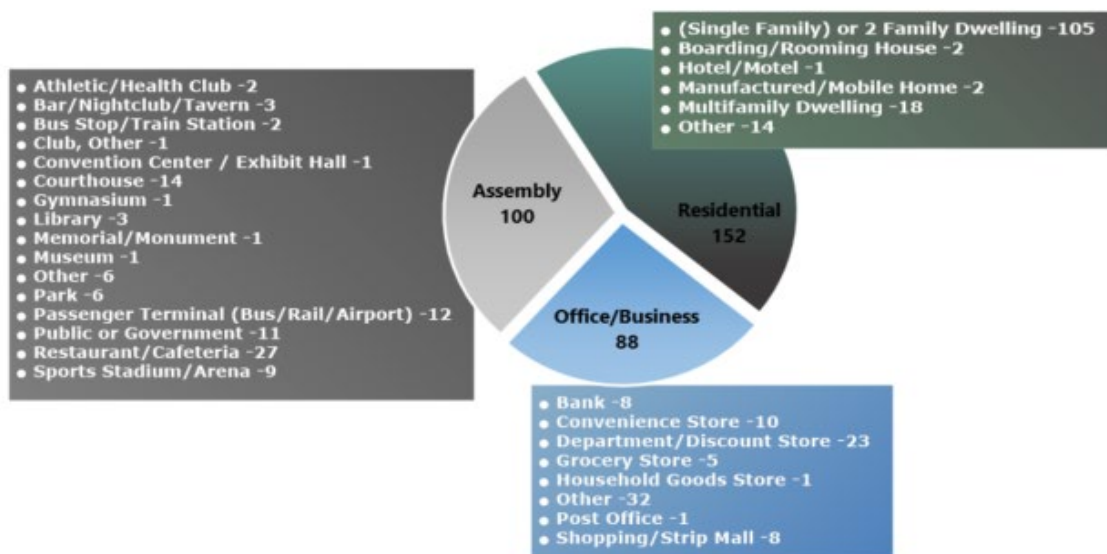 (Single Family) or 2 Family Dwelling -105
Boarding/Rooming House -2
Hotel/Motel -1
Manufactured/Mobile Home -2
Multifamily Dwelling -18
Other -14
Athletic/Health Club -2
Bar/Nightclub/Tavern -3
Bus Stop/Train Station -2
Club, Other -1
Convention Center / Exhibit Hall -1
Courthouse -14
Gymnasium -1
Library -3
Memorial/Monument -1
Museum -1
Other -6
Park -6
Passenger Terminal (Bus/Rail/Airport) -12
Public or Government -11
Restaurant/Cafeteria -27
Sports Stadium/Arena -9
Assembly
100
Residential
152
Office/Business
88
Bank -8
Convenience Store -10
Department/Discount Store -23
Grocery Store -5
Household Goods Store -1
Other -32
Post Office -1
Shopping/Strip Mall -8